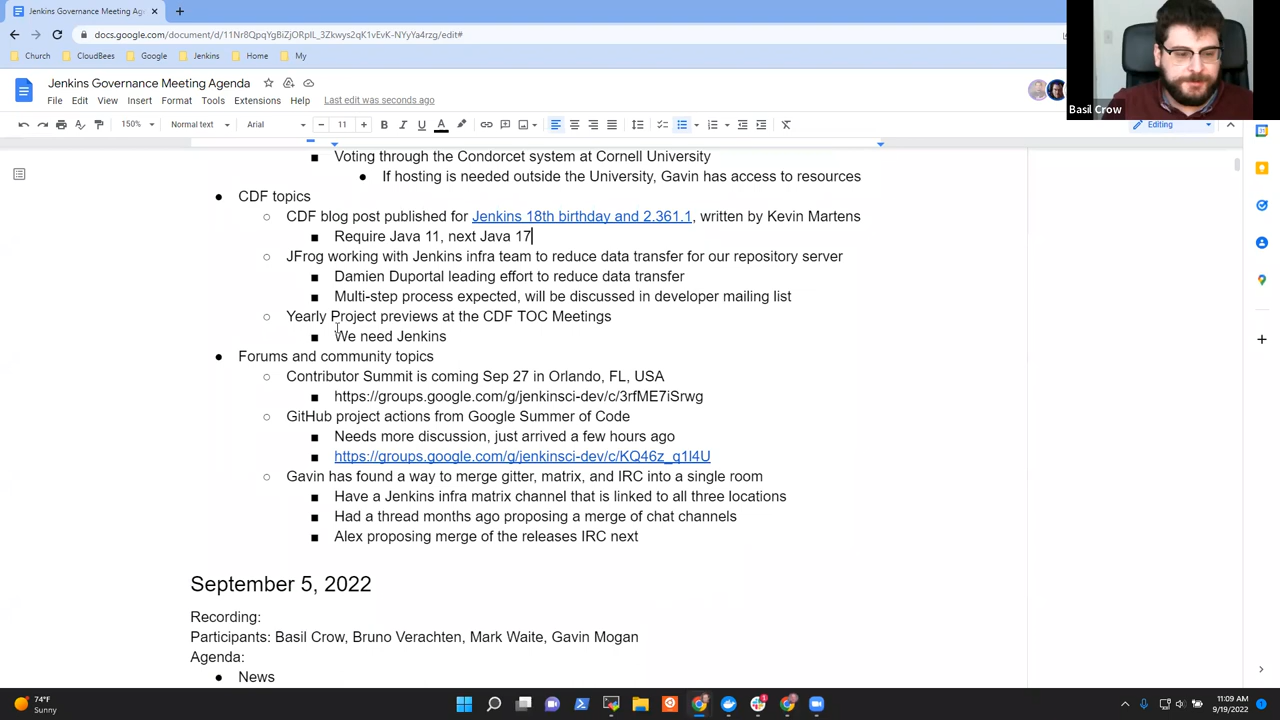 Jenkins Governance Meeting Agen
docs.google.com/document/d/11Nr8QpqYgBiZjORpIL_3Zkwys2qK1vEvK-NYyYa4rzg/edit#
Church
CloudBees
Google
Jenkins
Home
My
Jenkins Governance Meeting Agenda
File Edit View Insert Format Tools Extensions Help Last edit was seconds ago
150% Normal text Arial 11 Editing
Basil Crow
Voting through the Condorcet system at Cornell University
If hosting is needed outside the University, Gavin has access to resources
CDF topics
CDF blog post published for Jenkins 18th birthday and 2.361.1, written by Kevin Martens
Require Java 11, next Java 17
JFrog working with Jenkins infra team to reduce data transfer for our repository server
Damien Duportal leading effort to reduce data transfer
Multi-step process expected, will be discussed in developer mailing list
Yearly Project previews at the CDF TOC Meetings
We need Jenkins
Forums and community topics
Contributor Summit is coming Sep 27 in Orlando, FL, USA
https://groups.google.com/g/jenkinsci-dev/c/3rfME7iSrwg
GitHub project actions from Google Summer of Code
Needs more discussion, just arrived a few hours ago
https://groups.google.com/g/jenkinsci-dev/c/KQ46z_q1I4U
Gavin has found a way to merge gitter, matrix, and IRC into a single room
Have a Jenkins infra matrix channel that is linked to all three locations
Had a thread months ago proposing a merge of chat channels
Alex proposing merge of the releases IRC next
September 5, 2022
Recording:
Participants: Basil Crow, Bruno Verachten, Mark Waite, Gavin Mogan
Agenda:
News
74°F
Sunny
11:09 AM
9/19/2022